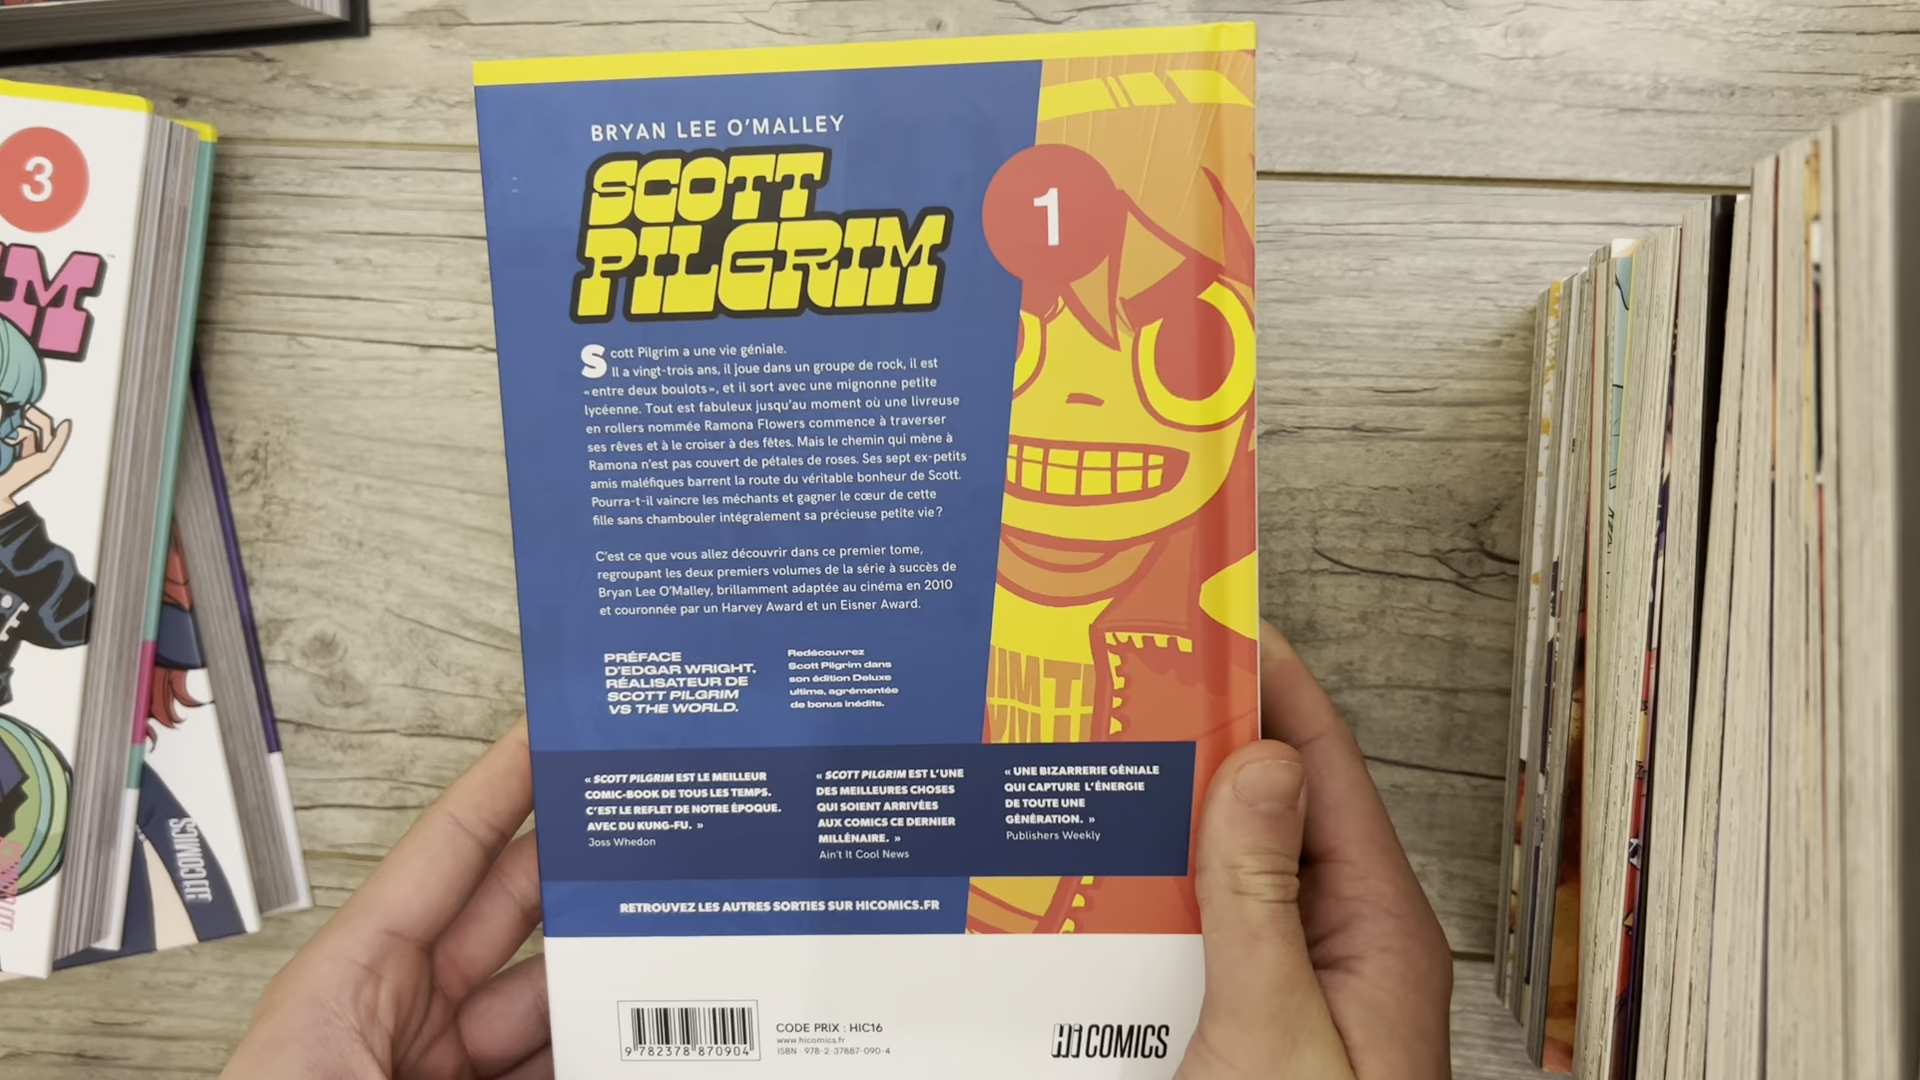 BRYAN LEE O'MALLEY
SCOTT
PILGRIM
1
Scott Pilgrim a une vie géniale.
Il a vingt-trois ans, il joue dans un groupe de rock, il est
«entre deux boulots», et il sort avec une mignonne petite
lycéenne. Tout est fabuleux jusqu'au moment où une livreuse
en rollers nommée Ramona Flowers commence à traverser
ses rêves et à le croiser à des fêtes. Mais le chemin qui mène à
Ramona n'est pas couvert de pétales de roses. Ses sept ex-petits
amis maléfiques barrent la route du véritable bonheur de Scott.
Pourra-t-il vaincre les méchants et gagner le cœur de cette
fille sans chambouler intégralement sa précieuse petite vie?
C'est ce que vous allez découvrir dans ce premier tome,
regroupant les deux premiers volumes de la série à succès de
Bryan Lee O'Malley, brillamment adaptée au cinéma en 2010
et couronnée par un Harvey Award et un Eisner Award.
PRÉFACE
D'EDGAR WRIGHT,
RÉALISATEUR DE
SCOTT PILGRIM
VS THE WORLD.
Redécouvrez
Scott Pilgrim dans
son édition Deluxe
ultime, agrémentée
de bonus inédits.
« SCOTT PILGRIM EST LE MEILLEUR
COMIC-BOOK DE TOUS LES TEMPS.
C'EST LE REFLET DE NOTRE ÉPOQUE.
AVEC DU KUNG-FU. »
Joss Whedon
« SCOTT PILGRIM EST L'UNE
DES MEILLEURES CHOSES
QUI SOIENT ARRIVÉES
AUX COMICS CE DERNIER
MILLÉNAIRE. »
Ain't It Cool News
« UNE BIZARRERIE GÉNIALE
QUI CAPTURE L'ÉNERGIE
DE TOUTE UNE
GÉNÉRATION. »
Publishers Weekly
RETROUVEZ LES AUTRES SORTIES SUR HICOMICS.FR
9 782378 870904
CODE PRIX : HIC16
www.hicomics.fr
ISBN : 978-2-37887-090-4
Hi COMICS
3
IM
Hi COMICS